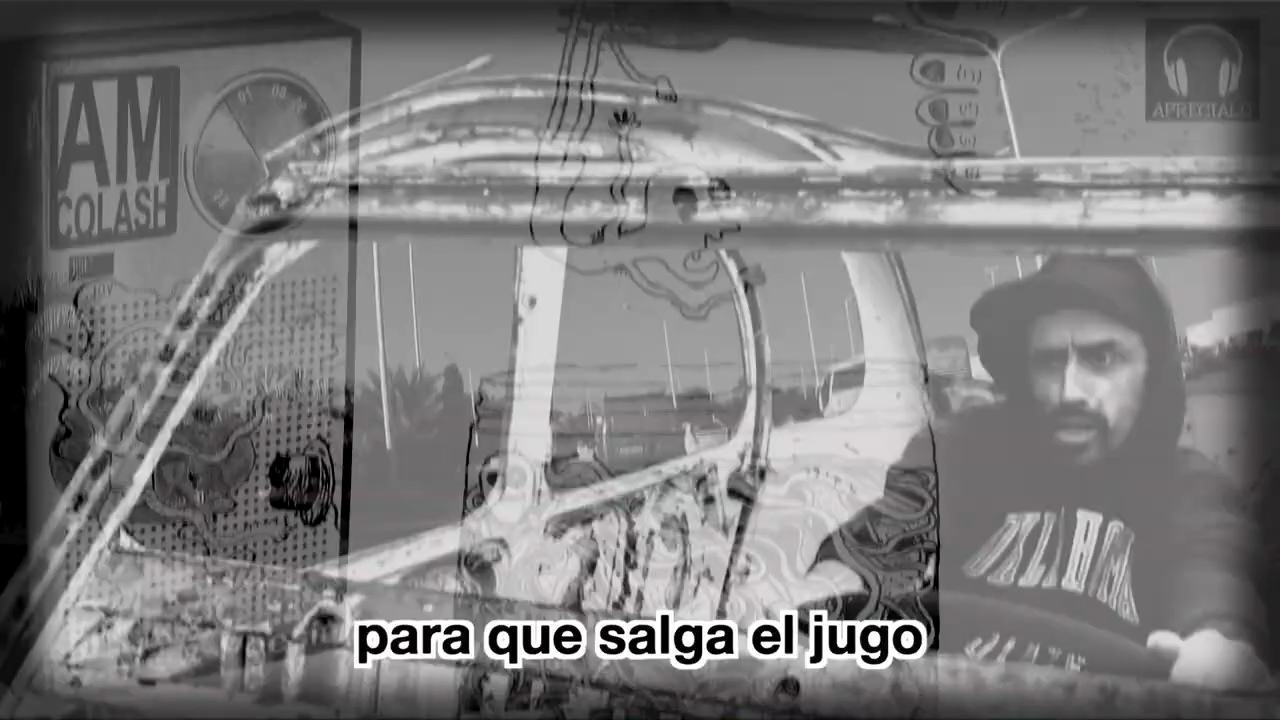 AM
COLASH
APRECIALO
OKLAHOMA
para que salga el jugo